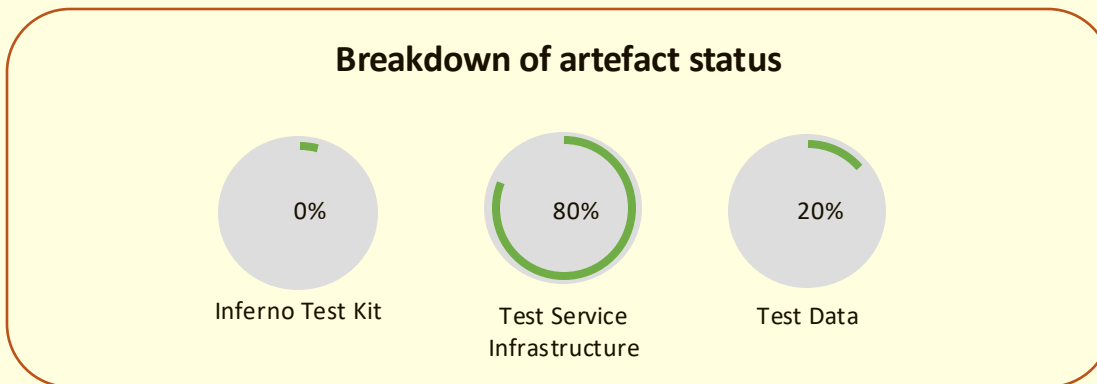 Breakdown of artefact status
0%
80%
20%
Inferno Test Kit
Test Service
Infrastructure
Test Data